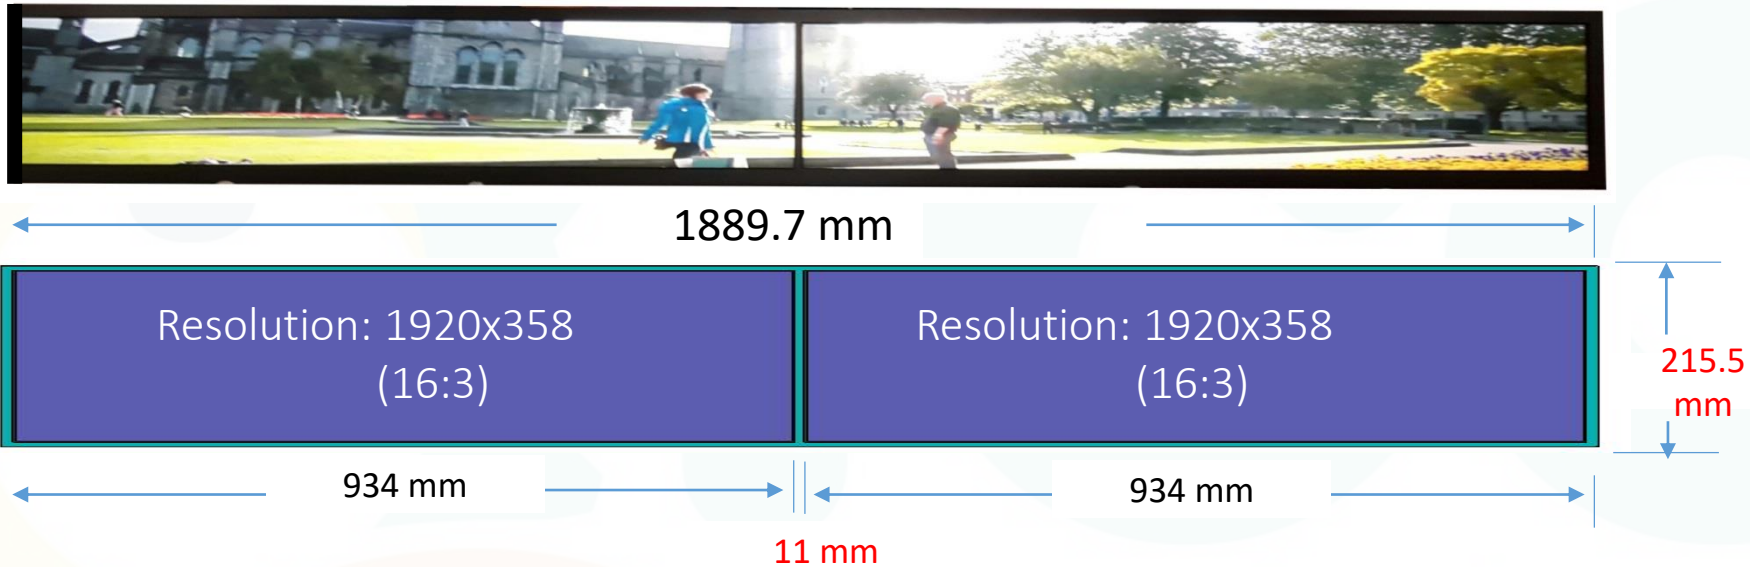 1889.7 mm
Resolution: 1920x358
(16:3)
Resolution: 1920x358
(16:3)
215.5
mm
934 mm
934 mm
11 mm